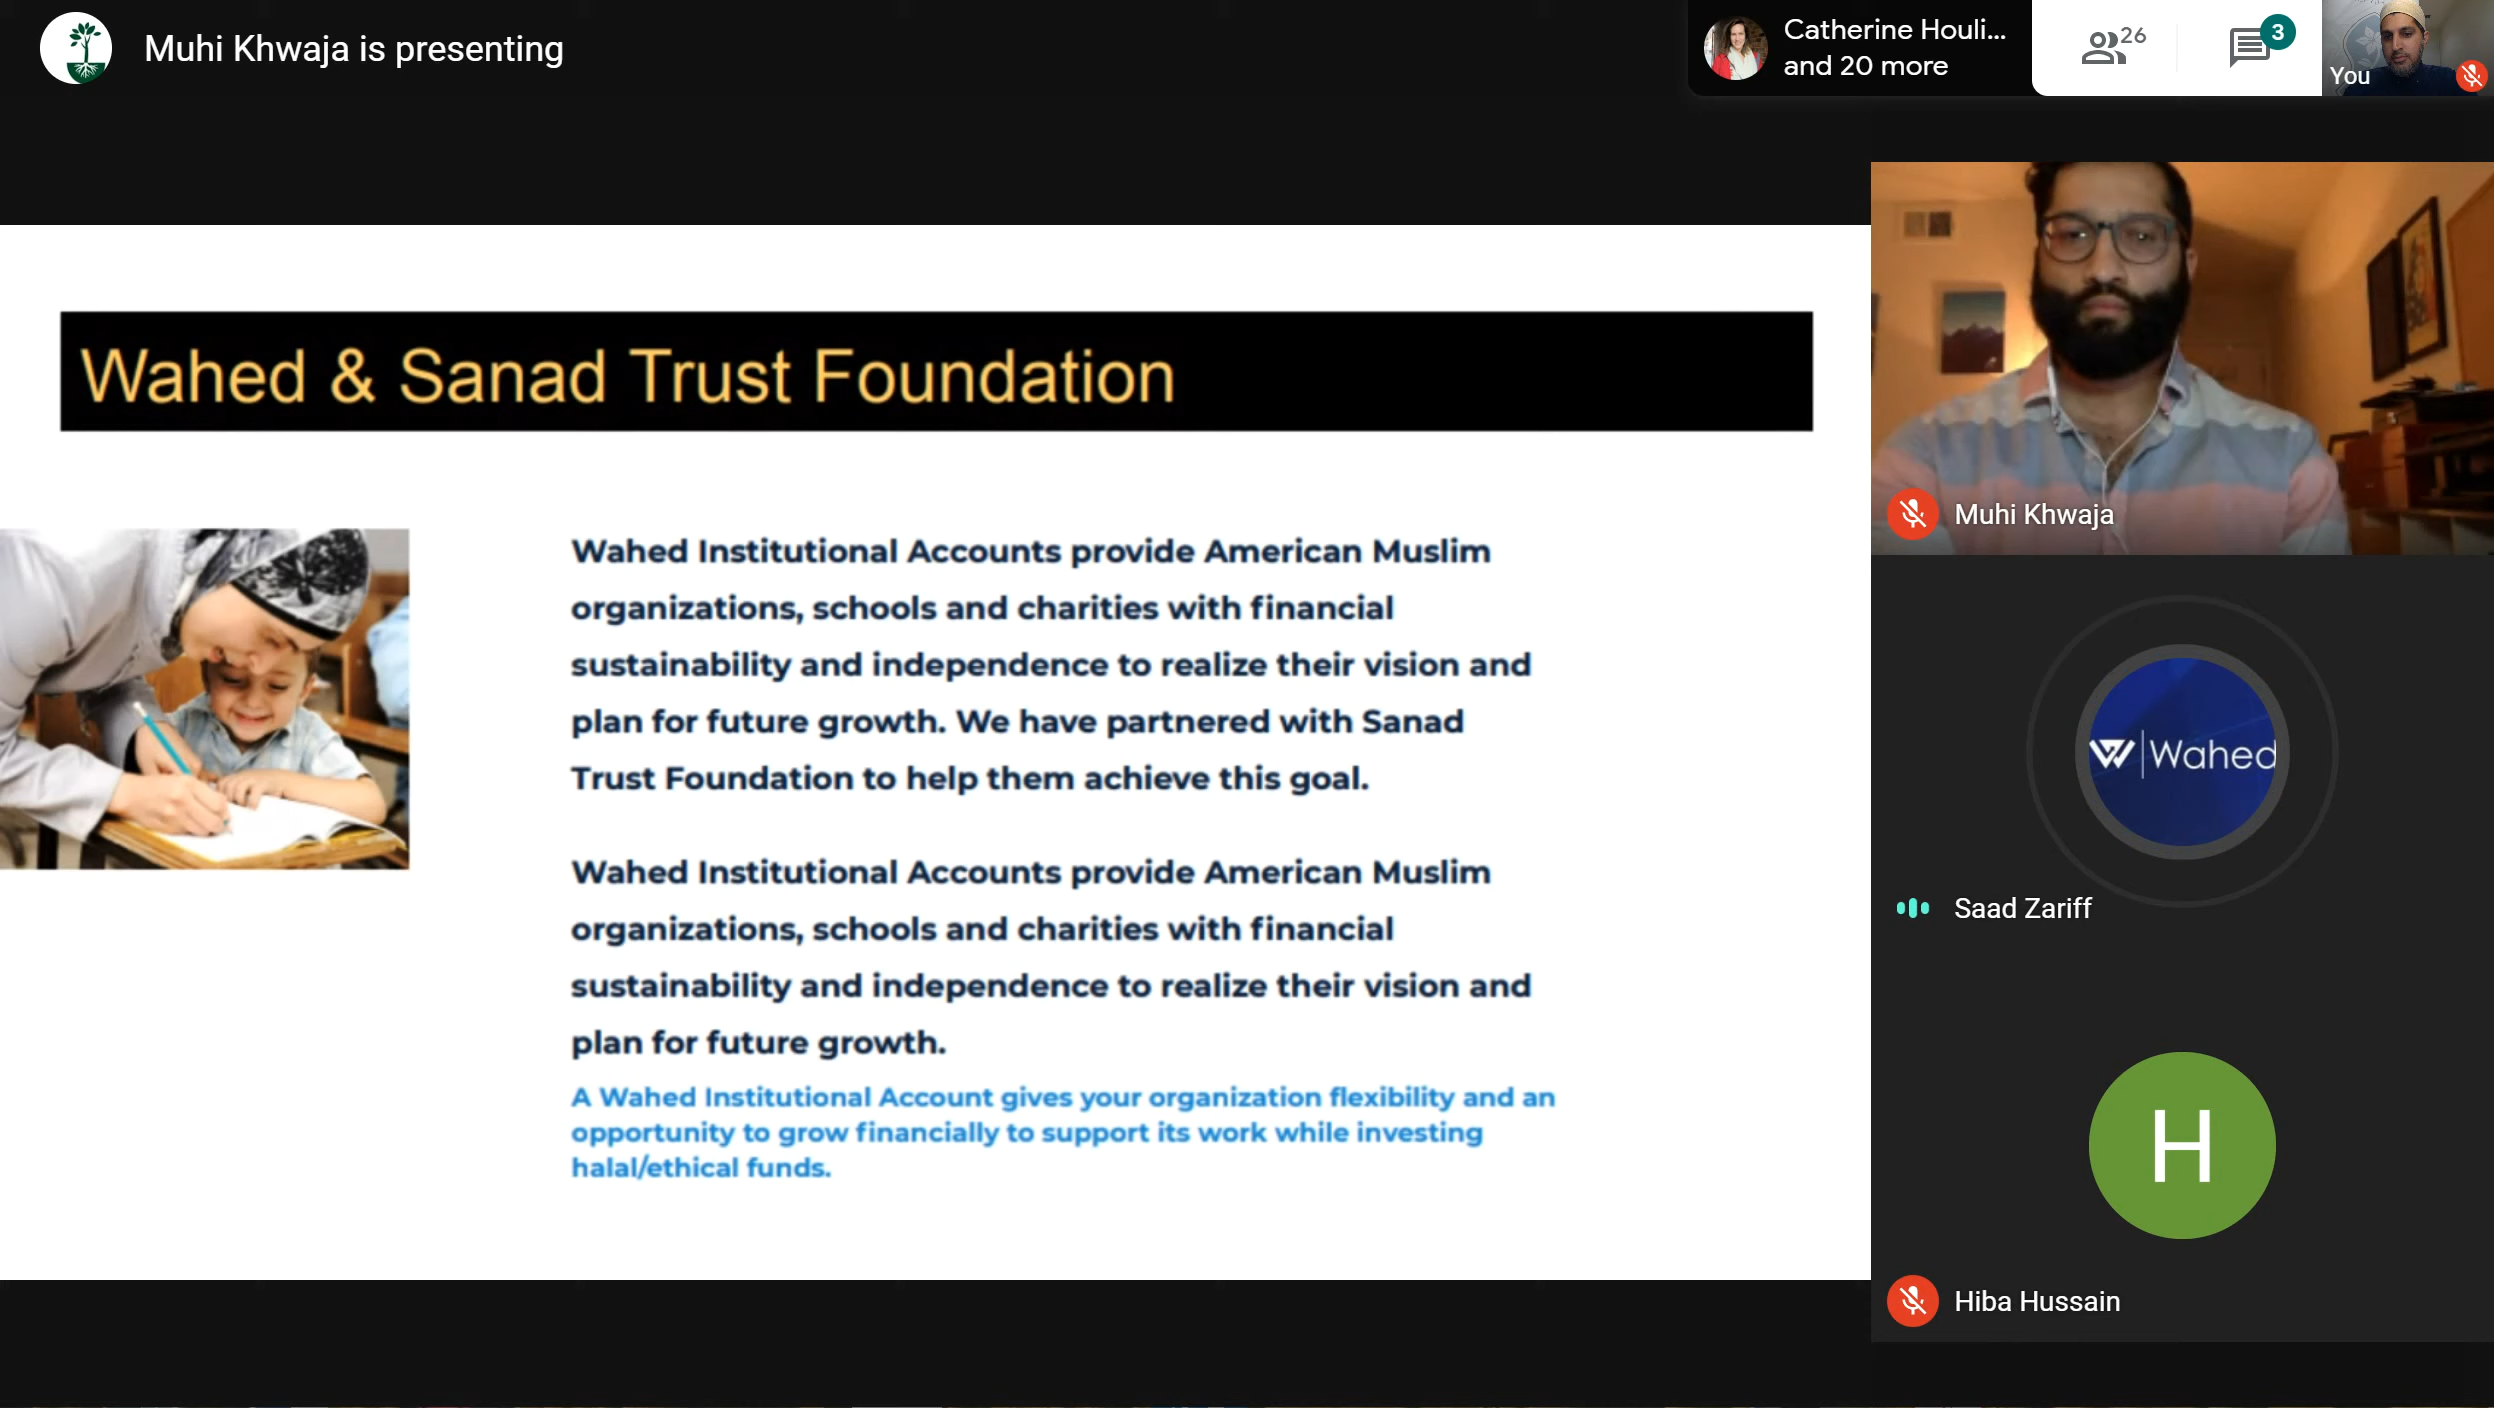 Muhi Khwaja is presenting
Catherine Houli...
and 20 more
26
3
You
Wahed & Sanad Trust Foundation
Wahed Institutional Accounts provide American Muslim
organizations, schools and charities with financial
sustainability and independence to realize their vision and
plan for future growth. We have partnered with Sanad
Trust Foundation to help them achieve this goal.
Wahed Institutional Accounts provide American Muslim
organizations, schools and charities with financial
sustainability and independence to realize their vision and
plan for future growth.
A Wahed Institutional Account gives your organization flexibility and an
opportunity to grow financially to support its work while investing
halal/ethical funds.
Muhi Khwaja
W Wahed
Saad Zariff
H
Hiba Hussain